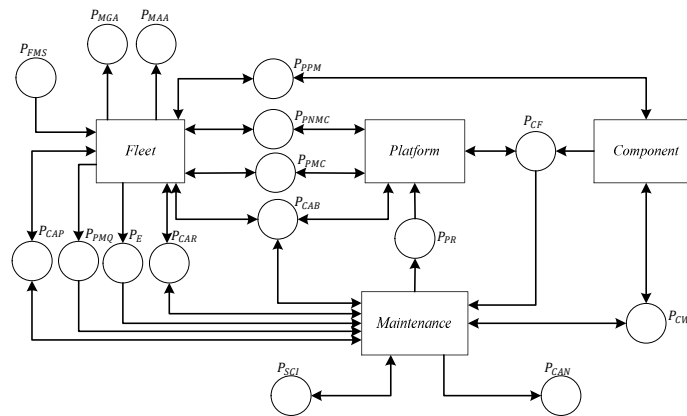 P_MGA
P_MAA
P_FMS
P_PPM
P_PNMC
P_CF
Fleet
Platform
Component
P_PMC
P_CAB
P_CAP
P_PMQ
P_E
P_CAR
P_PR
Maintenance
P_CW
P_SCI
P_CAN